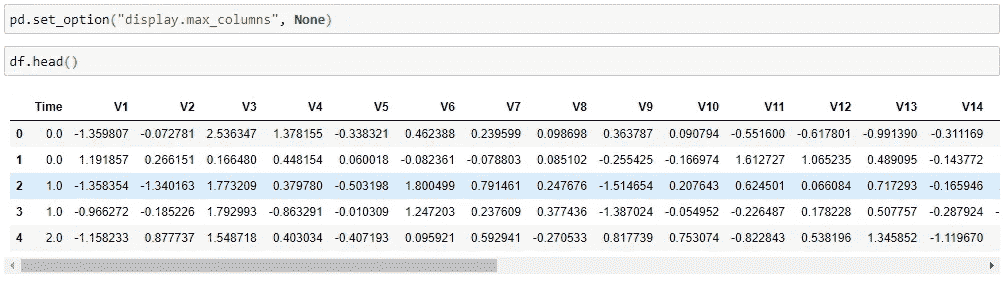 pd.set_option("display.max_columns", None)
df.head()
Time V1 V2 V3 V4 V5 V6 V7 V8 V9 V10 V11 V12 V13 V14
0 0.0 -1.359807 -0.072781 2.536347 1.378155 -0.338321 0.462388 0.239599 0.098698 0.363787 0.090794 -0.551600 -0.617801 -0.991390 -0.311169
1 0.0 1.191857 0.266151 0.166480 0.448154 0.060018 -0.082361 -0.078803 0.085102 -0.255425 -0.166974 1.612727 1.065235 0.489095 -0.143772
2 1.0 -1.358354 -1.340163 1.773209 0.379780 -0.503198 1.800499 0.791461 0.247676 -1.514654 0.207643 0.624501 0.066084 0.717293 -0.165946
3 1.0 -0.966272 -0.185226 1.792993 -0.863291 -0.010309 1.247203 0.237609 0.377436 -1.387024 -0.054952 -0.226487 0.178228 0.507757 -0.287924 -
4 2.0 -1.158233 0.877737 1.548718 0.403034 -0.407193 0.095921 0.592941 -0.270533 0.817739 0.753074 -0.822843 0.538196 1.345852 -1.119670